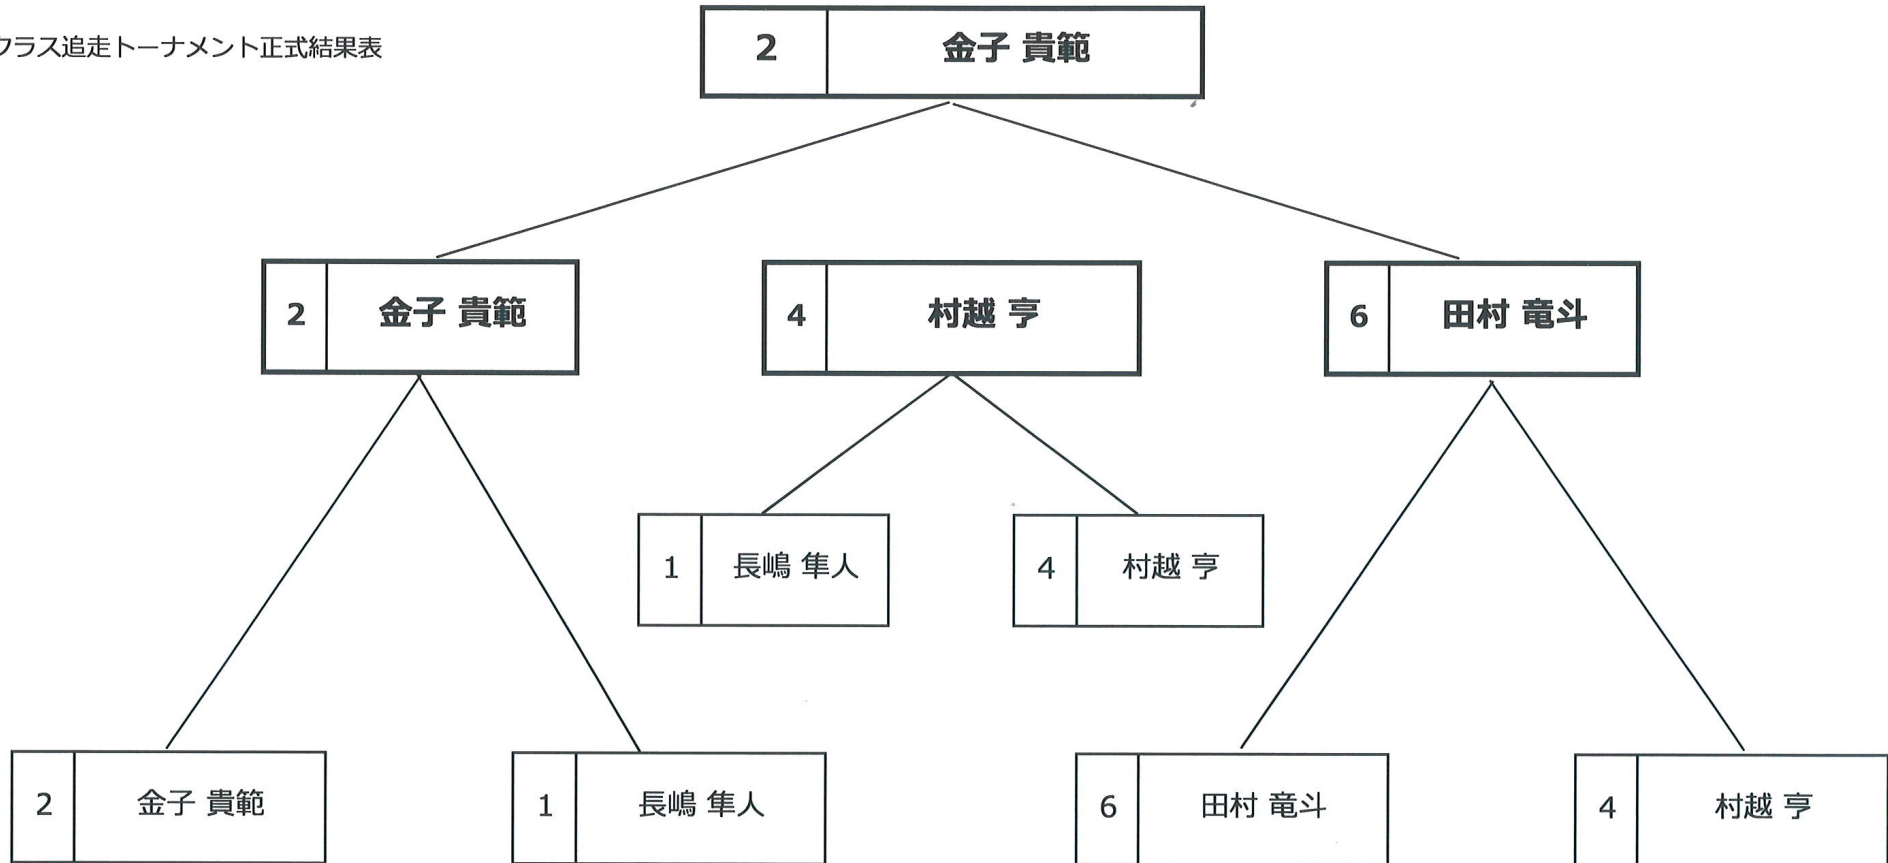 クラス追走トーナメント正式結果表
2 金子 貴範
2 金子 貴範
4 村越 亨
6 田村 竜斗
1 長嶋 隼人
4 村越 亨
2 金子 貴範
1 長嶋 隼人
6 田村 竜斗
4 村越 亨